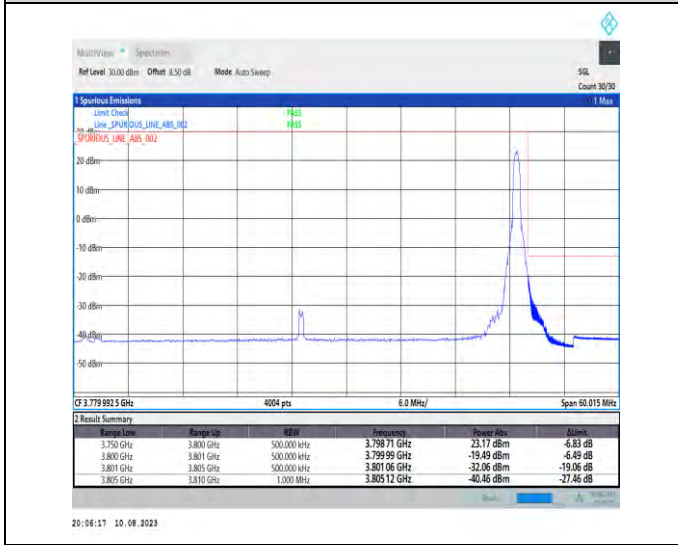 MultiView Spectrum
Ref Level 30.00 dBm Offset 8.50 dB Mode Auto Sweep SGL
Count 30/30
1 Spurious Emissions 1 Max
Limit Check PASS
Line _SPURIOUS_LINE_ABS_002 PASS
_SPURIOUS_LINE_ABS_002
20 dBm
10 dBm
0 dBm
-10 dBm
-20 dBm
-30 dBm
-40 dBm
-50 dBm
CF 3.779 992 5 GHz 4004 pts 6.0 MHz/ Span 60.015 MHz
2 Result Summary
Range Low Range Up RBW Frequency Power Abs ΔLimit
3.750 GHz 3.800 GHz 500.000 kHz 3.798 71 GHz 23.17 dBm -6.83 dB
3.800 GHz 3.801 GHz 500.000 kHz 3.799 99 GHz -19.49 dBm -6.49 dB
3.801 GHz 3.805 GHz 500.000 kHz 3.801 06 GHz -32.06 dBm -19.06 dB
3.805 GHz 3.810 GHz 1.000 MHz 3.805 12 GHz -40.46 dBm -27.46 dB
20:06:17 10.08.2023